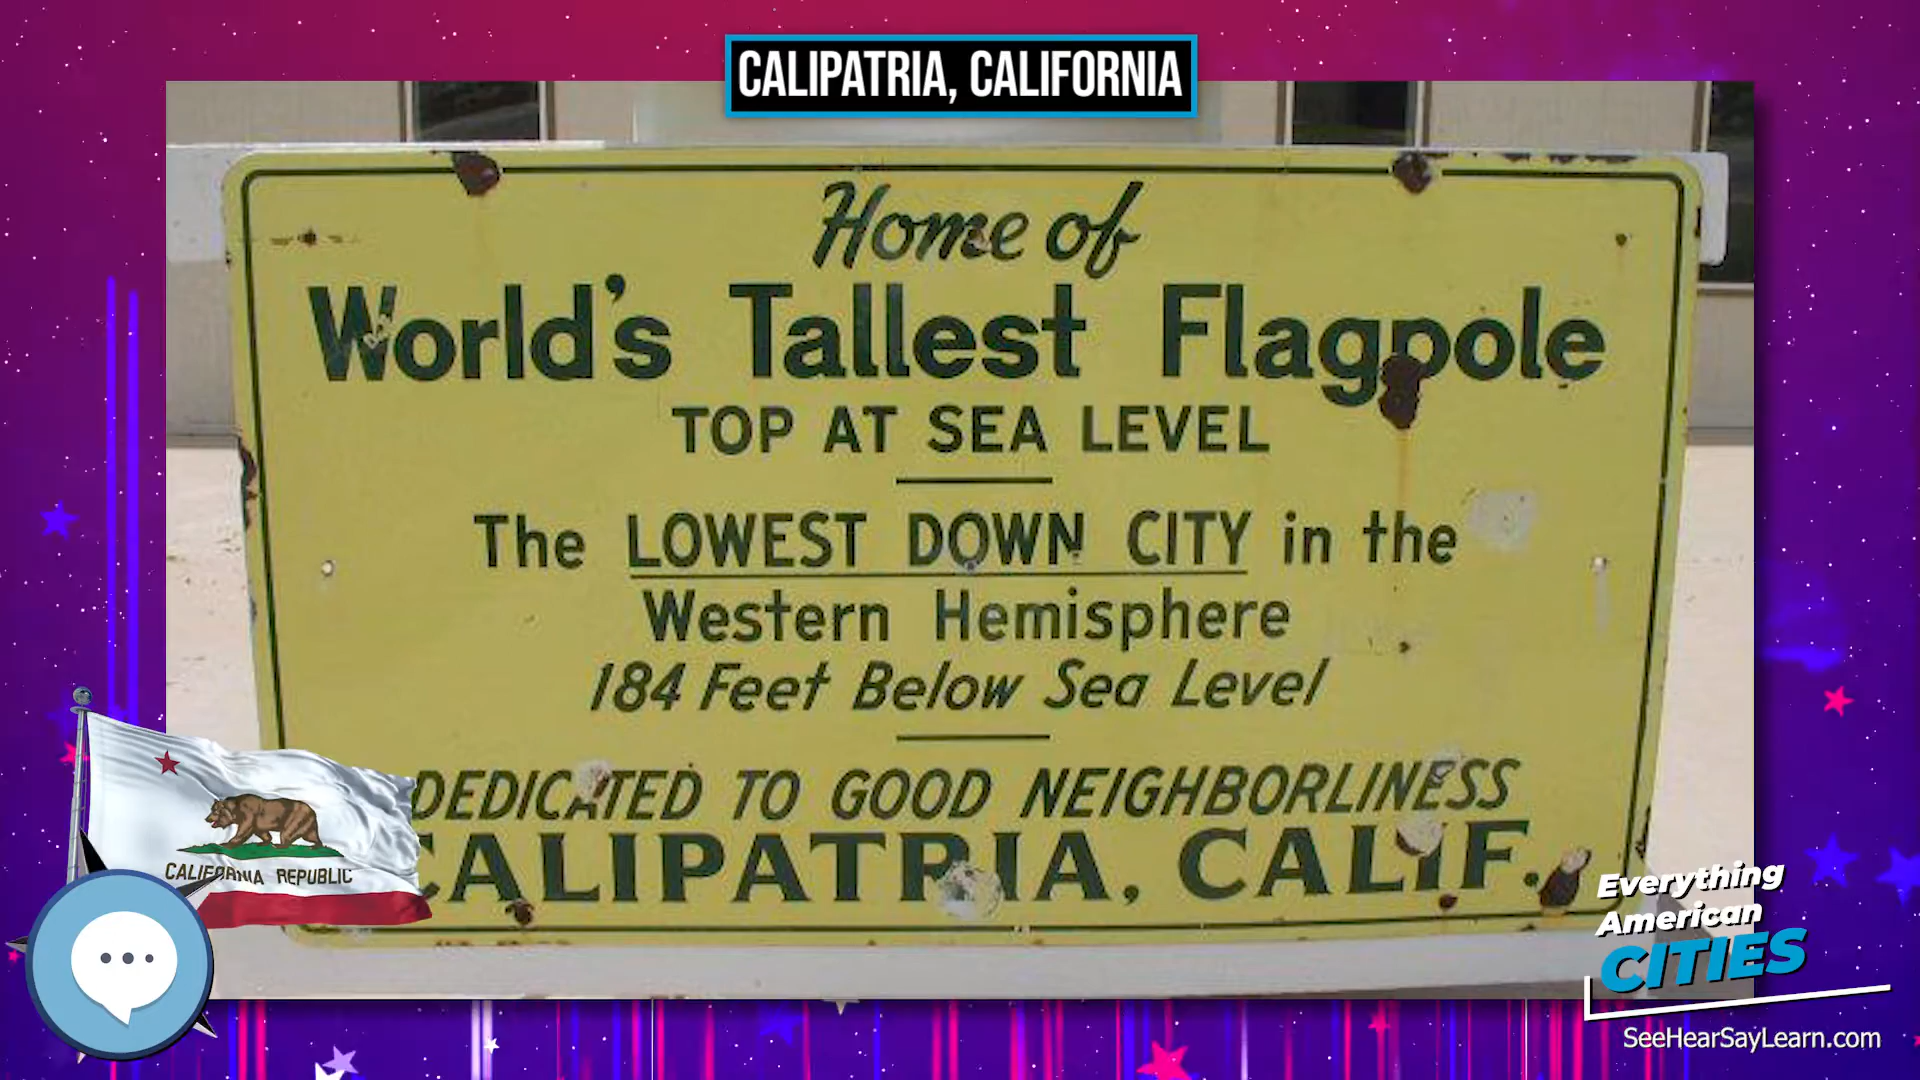 CALIPATRIA, CALIFORNIA
Home of
World's Tallest Flagpole
TOP AT SEA LEVEL
The LOWEST DOWN CITY in the
Western Hemisphere
184 Feet Below Sea Level
DEDICATED TO GOOD NEIGHBORLINESS
CALIPATRIA, CALIF.
CALIFORNIA REPUBLIC
Everything
American
CITIES
SeeHearSayLearn.com